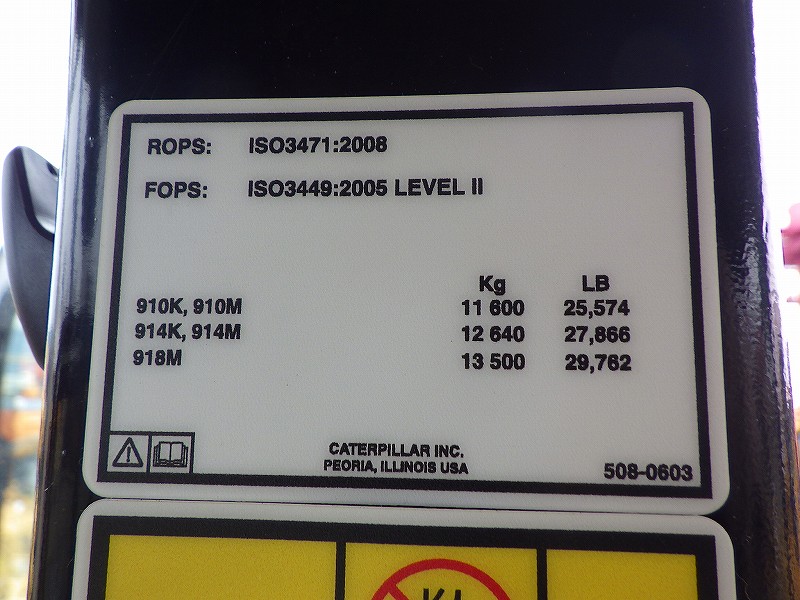 ROPS: ISO3471:2008
FOPS: ISO3449:2005 LEVEL II
Kg LB
910K, 910M 11 600 25,574
914K, 914M 12 640 27,866
918M 13 500 29,762
CATERPILLAR INC.
PEORIA, ILLINOIS USA
508-0603